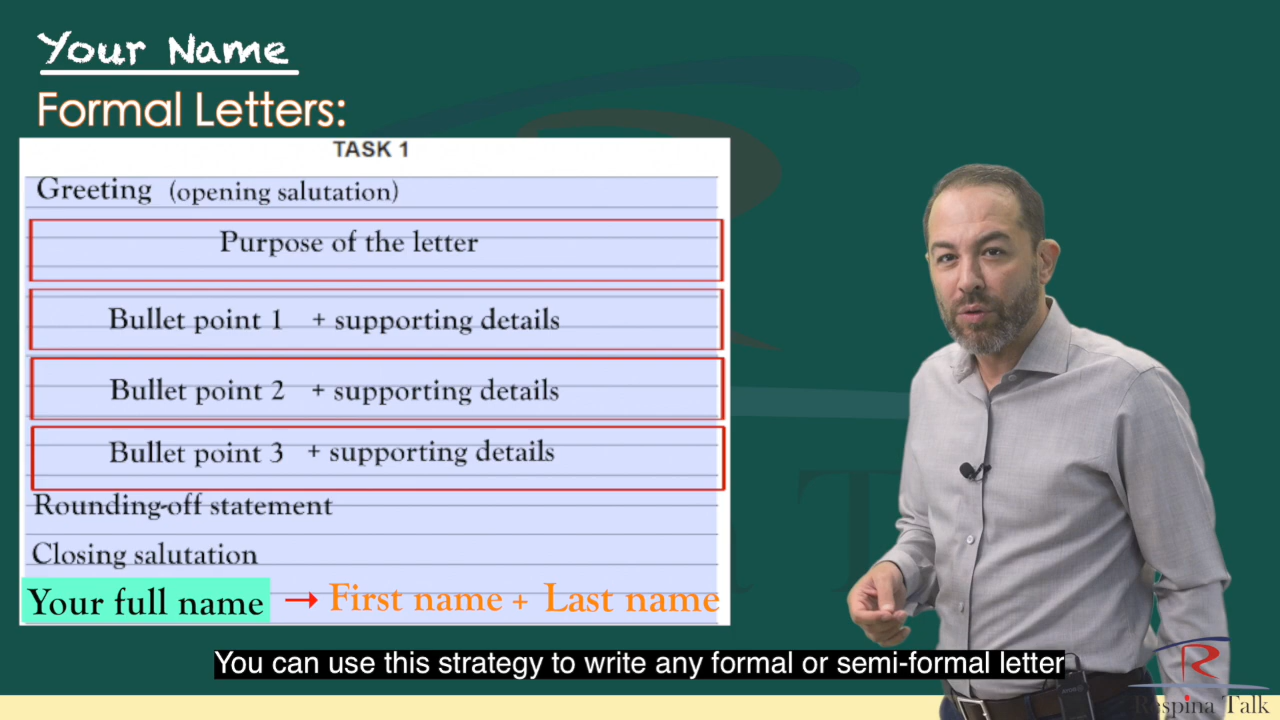 Your Name
Formal Letters:
TASK 1
Greeting (opening salutation)
Purpose of the letter
Bullet point 1 + supporting details
Bullet point 2 + supporting details
Bullet point 3 + supporting details
Rounding-off statement
Closing salutation
Your full name → First name + Last name
You can use this strategy to write any formal or semi-formal letter
R
Respina Talk